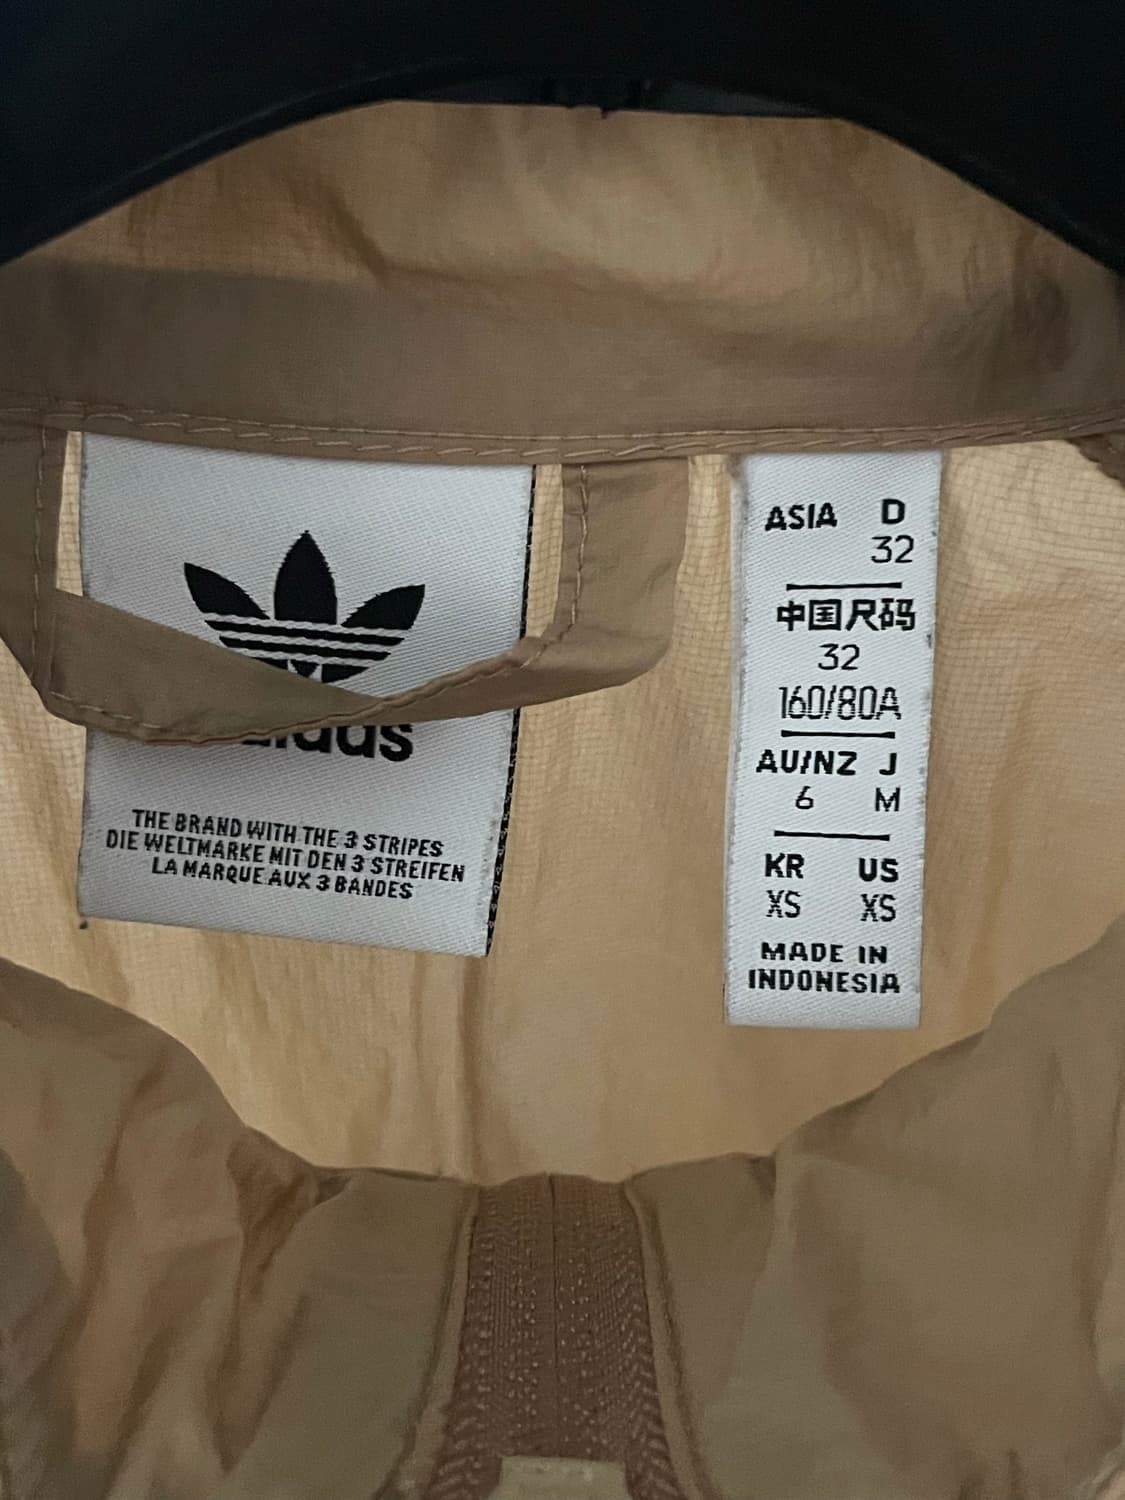 adidas
THE BRAND WITH THE 3 STRIPES
DIE WELTMARKE MIT DEN 3 STREIFEN
LA MARQUE AUX 3 BANDES
ASIA D
32
中国尺码
32
160/80A
AU/NZ J
6 M
KR US
XS XS
MADE IN
INDONESIA